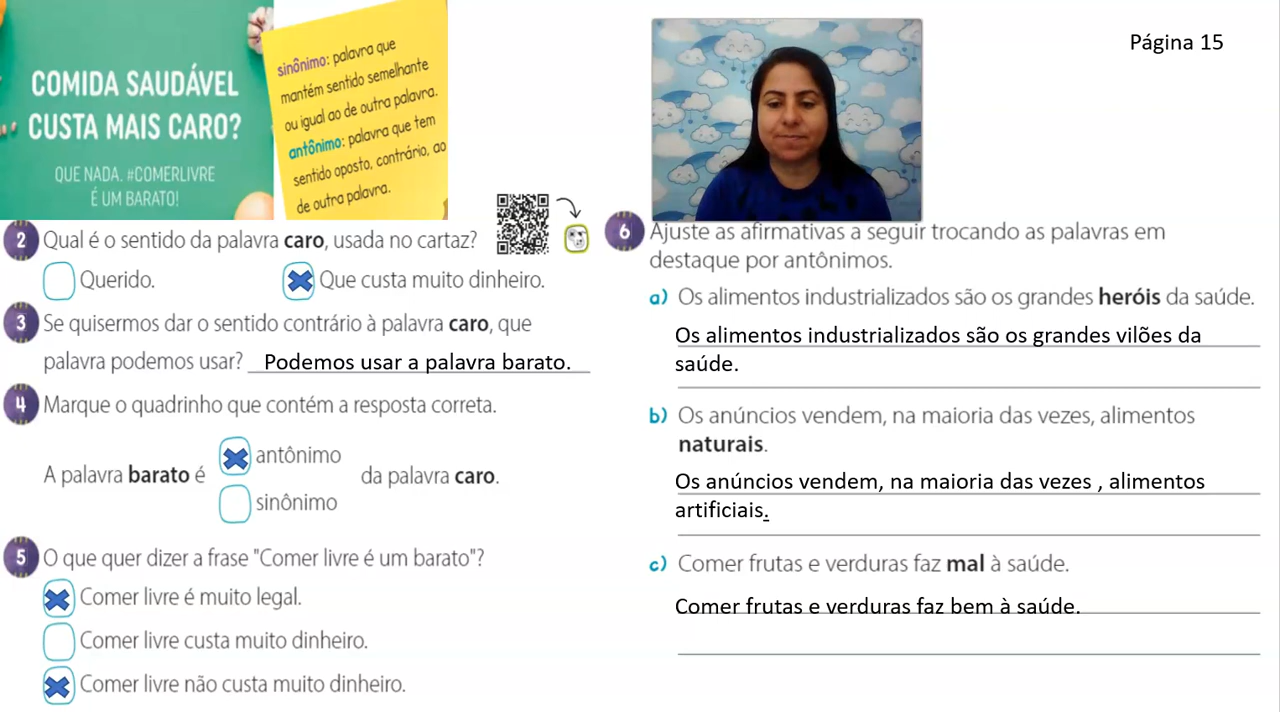 COMIDA SAUDÁVEL
CUSTA MAIS CARO?
QUE NADA. #COMERLIVRE
É UM BARATO!
sinônimo: palavra que
mantém sentido semelhante
ou igual ao de outra palavra.
antônimo: palavra que tem
sentido oposto, contrário, ao
de outra palavra.
Página 15
2 Qual é o sentido da palavra caro, usada no cartaz?
Querido.
Que custa muito dinheiro.
3 Se quisermos dar o sentido contrário à palavra caro, que
palavra podemos usar? Podemos usar a palavra barato.
4 Marque o quadrinho que contém a resposta correta.
antônimo
A palavra barato é
da palavra caro.
sinônimo
5 O que quer dizer a frase "Comer livre é um barato"?
Comer livre é muito legal.
Comer livre custa muito dinheiro.
Comer livre não custa muito dinheiro.
6 Ajuste as afirmativas a seguir trocando as palavras em
destaque por antônimos.
a) Os alimentos industrializados são os grandes heróis da saúde.
Os alimentos industrializados são os grandes vilões da
saúde.
b) Os anúncios vendem, na maioria das vezes, alimentos
naturais.
Os anúncios vendem, na maioria das vezes , alimentos
artificiais.
c) Comer frutas e verduras faz mal à saúde.
Comer frutas e verduras faz bem à saúde.